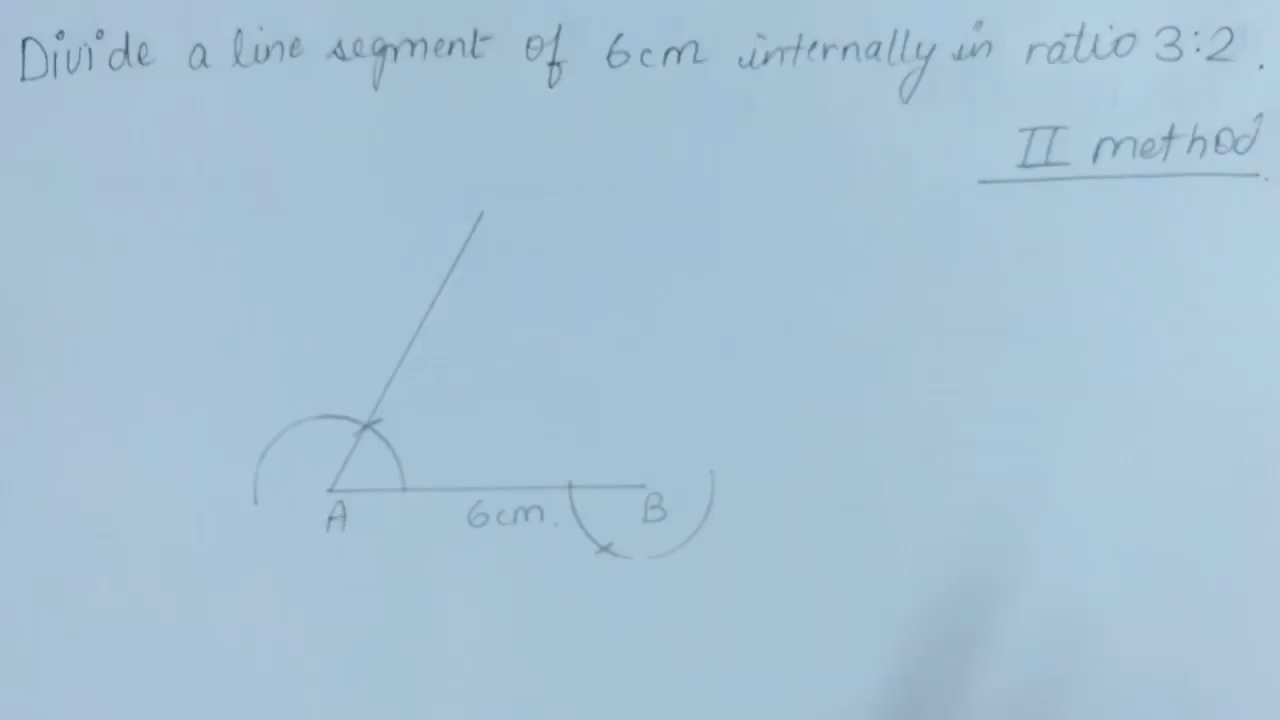 Divide a line segment of 6cm internally in ratio 3:2.
II method
A 6cm. B